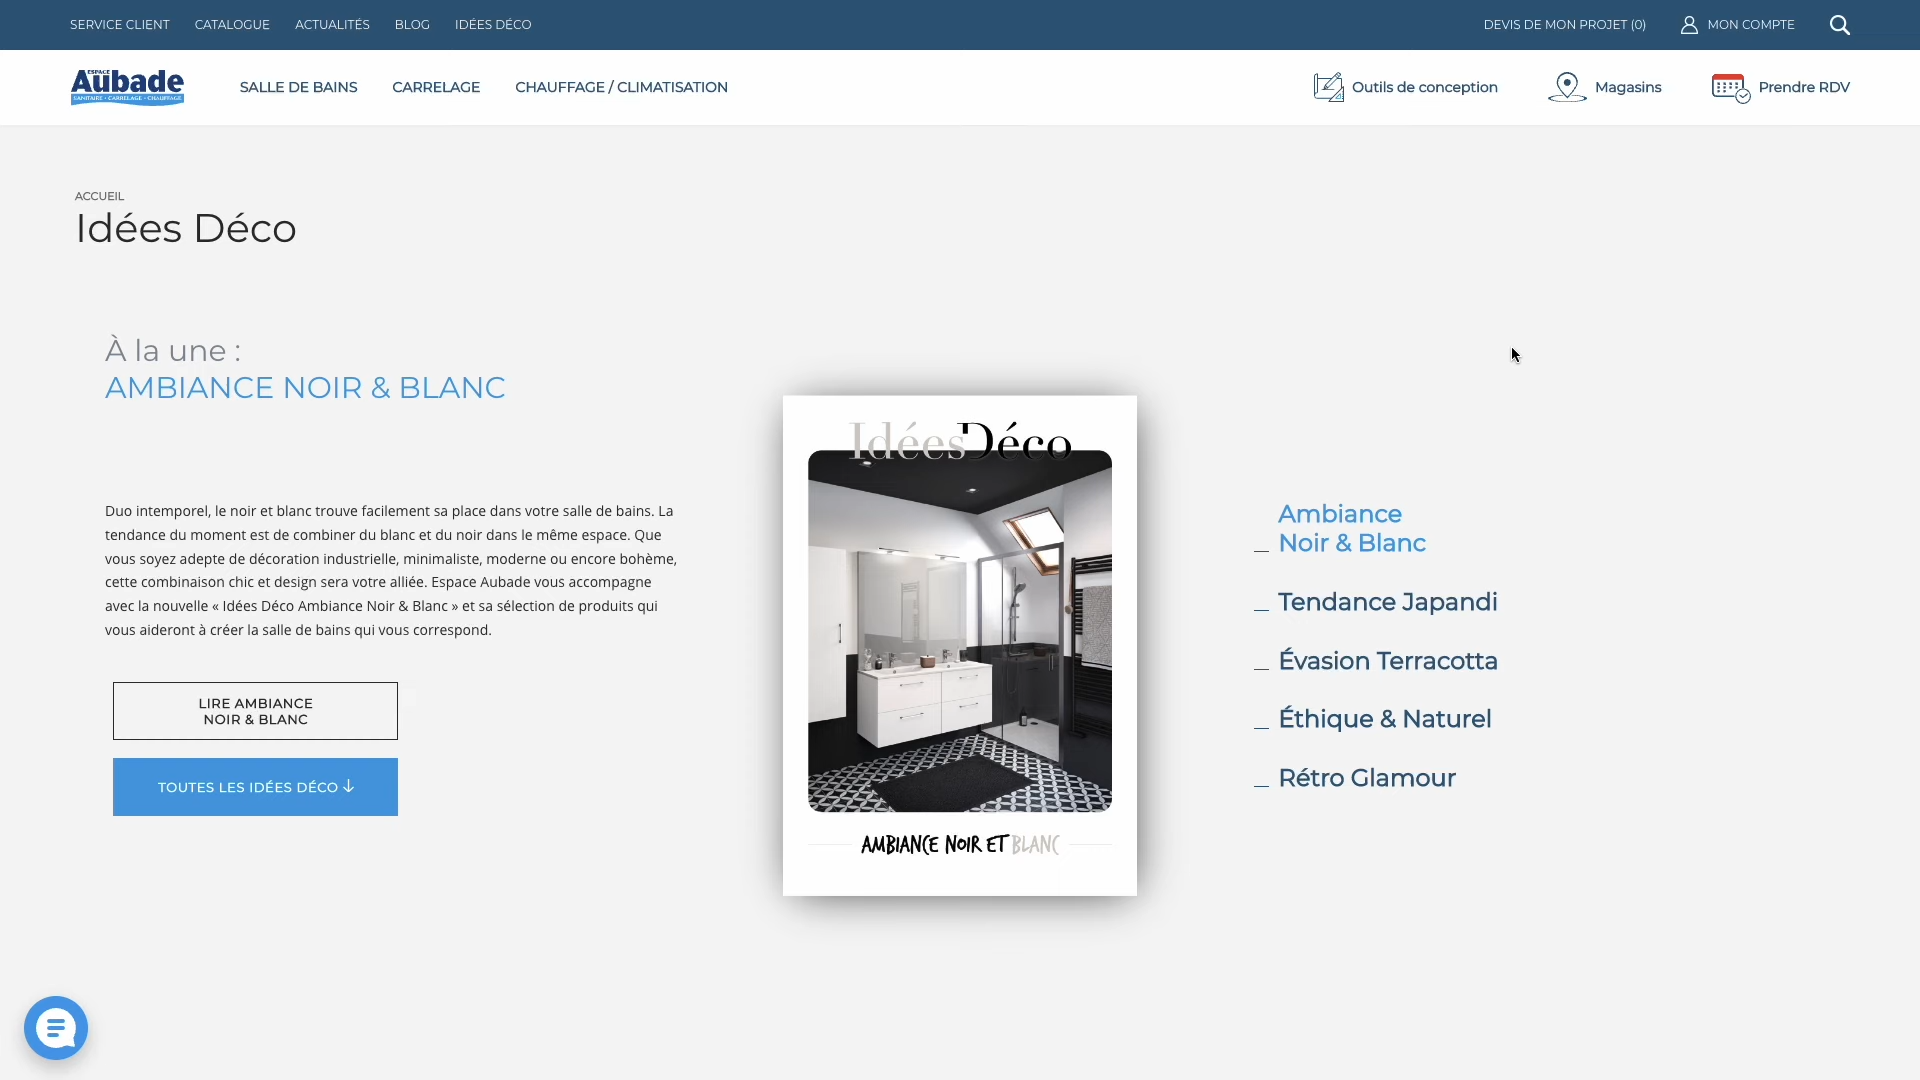 SERVICE CLIENT CATALOGUE ACTUALITÉS BLOG IDÉES DÉCO DEVIS DE MON PROJET (0) MON COMPTE
ESPACE
Aubade
SANITAIRE • CARRELAGE • CHAUFFAGE
SALLE DE BAINS CARRELAGE CHAUFFAGE / CLIMATISATION Outils de conception Magasins Prendre RDV
ACCUEIL
Idées Déco
À la une :
AMBIANCE NOIR & BLANC
Duo intemporel, le noir et blanc trouve facilement sa place dans votre salle de bains. La
tendance du moment est de combiner du blanc et du noir dans le même espace. Que
vous soyez adepte de décoration industrielle, minimaliste, moderne ou encore bohème,
cette combinaison chic et design sera votre alliée. Espace Aubade vous accompagne
avec la nouvelle « Idées Déco Ambiance Noir & Blanc » et sa sélection de produits qui
vous aideront à créer la salle de bains qui vous correspond.
LIRE AMBIANCE
NOIR & BLANC
TOUTES LES IDÉES DÉCO ↓
Idées Déco
AMBIANCE NOIR ET BLANC
Ambiance
_ Noir & Blanc
_ Tendance Japandi
_ Évasion Terracotta
_ Éthique & Naturel
_ Rétro Glamour